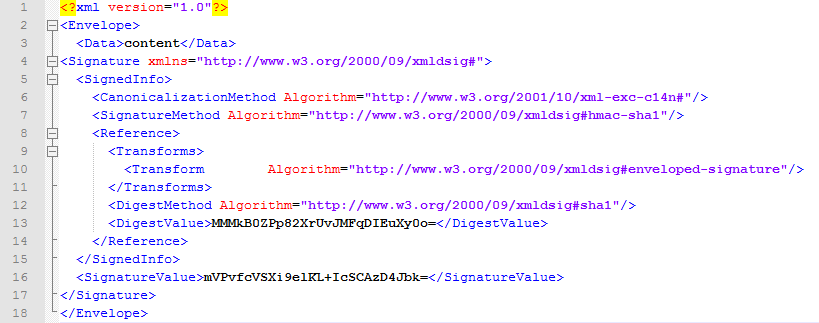 1 <?xml version="1.0"?>
2 <Envelope>
3 <Data>content</Data>
4 <Signature xmlns="http://www.w3.org/2000/09/xmldsig#">
5 <SignedInfo>
6 <CanonicalizationMethod Algorithm="http://www.w3.org/2001/10/xml-exc-c14n#"/>
7 <SignatureMethod Algorithm="http://www.w3.org/2000/09/xmldsig#hmac-sha1"/>
8 <Reference>
9 <Transforms>
10 <Transform Algorithm="http://www.w3.org/2000/09/xmldsig#enveloped-signature"/>
11 </Transforms>
12 <DigestMethod Algorithm="http://www.w3.org/2000/09/xmldsig#sha1"/>
13 <DigestValue>MMMkB0ZPp82XrUvJMFqDIEuXy0o=</DigestValue>
14 </Reference>
15 </SignedInfo>
16 <SignatureValue>mVPvfcVSXi9elKL+IcSCAzD4Jbk=</SignatureValue>
17 </Signature>
18 </Envelope>